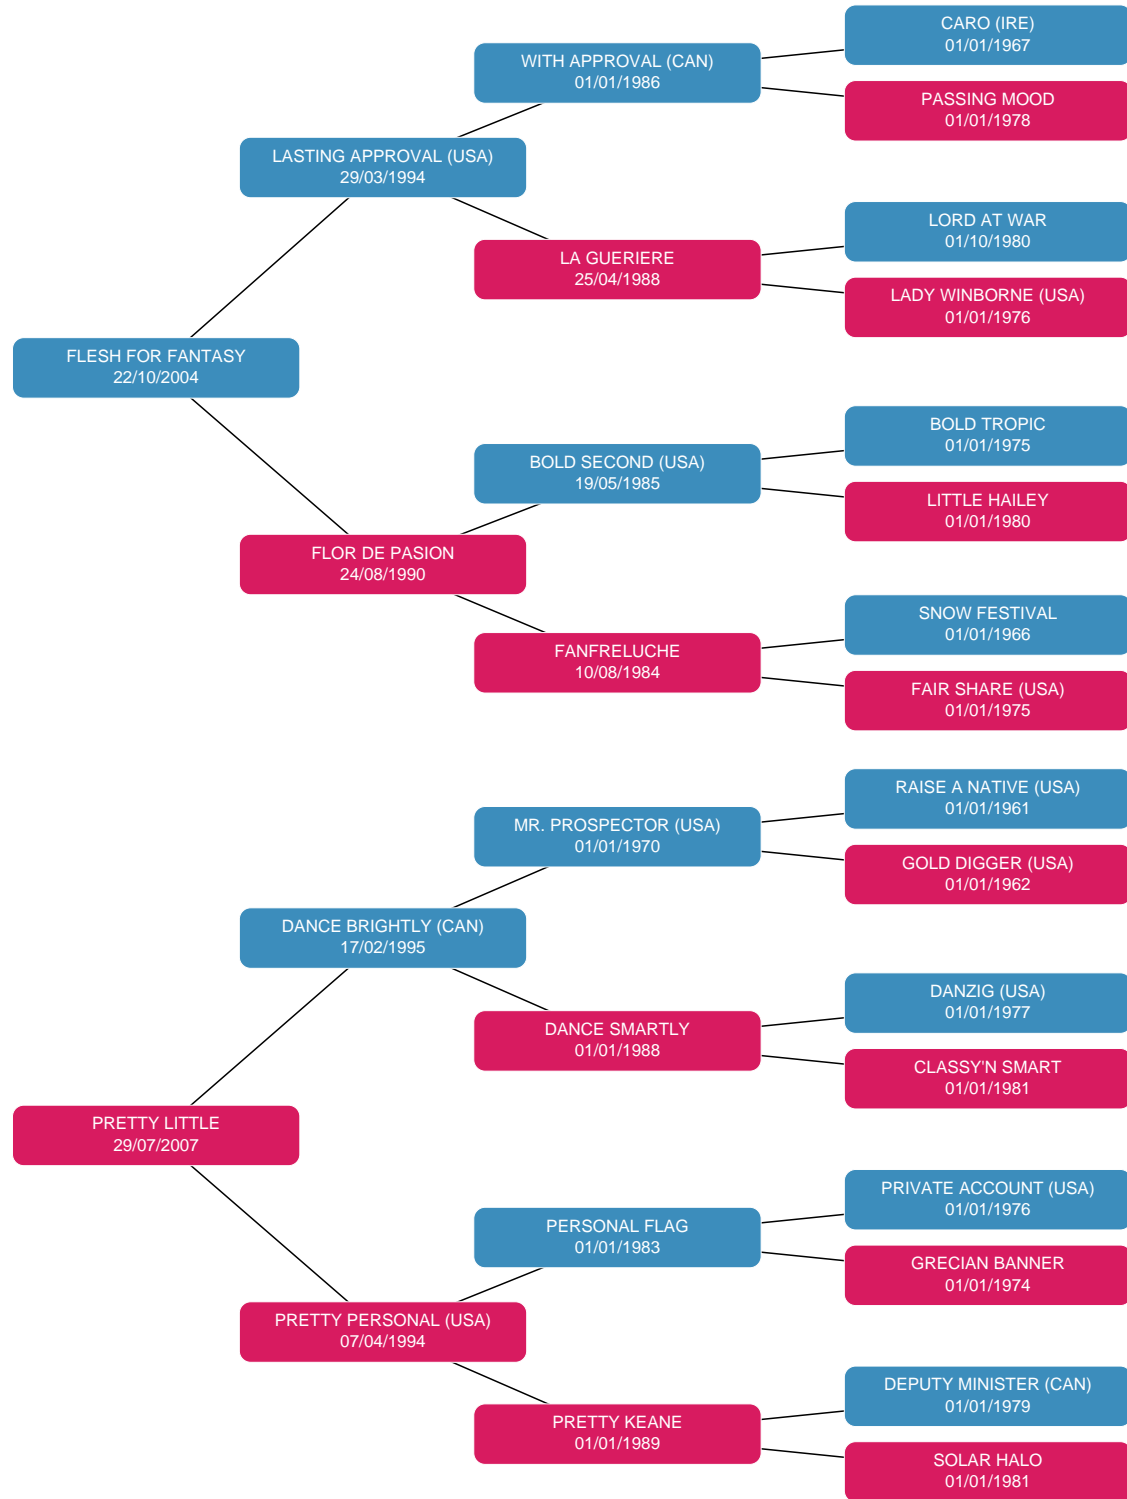 CARO (IRE)
01/01/1967
WITH APPROVAL (CAN)
01/01/1986
PASSING MOOD
01/01/1978
LASTING APPROVAL (USA)
29/03/1994
LORD AT WAR
01/10/1980
LA GUERIERE
25/04/1988
LADY WINBORNE (USA)
01/01/1976
FLESH FOR FANTASY
22/10/2004
BOLD TROPIC
01/01/1975
BOLD SECOND (USA)
19/05/1985
LITTLE HAILEY
01/01/1980
FLOR DE PASION
24/08/1990
SNOW FESTIVAL
01/01/1966
FANFRELUCHE
10/08/1984
FAIR SHARE (USA)
01/01/1975
RAISE A NATIVE (USA)
01/01/1961
MR. PROSPECTOR (USA)
01/01/1970
GOLD DIGGER (USA)
01/01/1962
DANCE BRIGHTLY (CAN)
17/02/1995
DANZIG (USA)
01/01/1977
DANCE SMARTLY
01/01/1988
CLASSY'N SMART
01/01/1981
PRETTY LITTLE
29/07/2007
PRIVATE ACCOUNT (USA)
01/01/1976
PERSONAL FLAG
01/01/1983
GRECIAN BANNER
01/01/1974
PRETTY PERSONAL (USA)
07/04/1994
DEPUTY MINISTER (CAN)
01/01/1979
PRETTY KEANE
01/01/1989
SOLAR HALO
01/01/1981